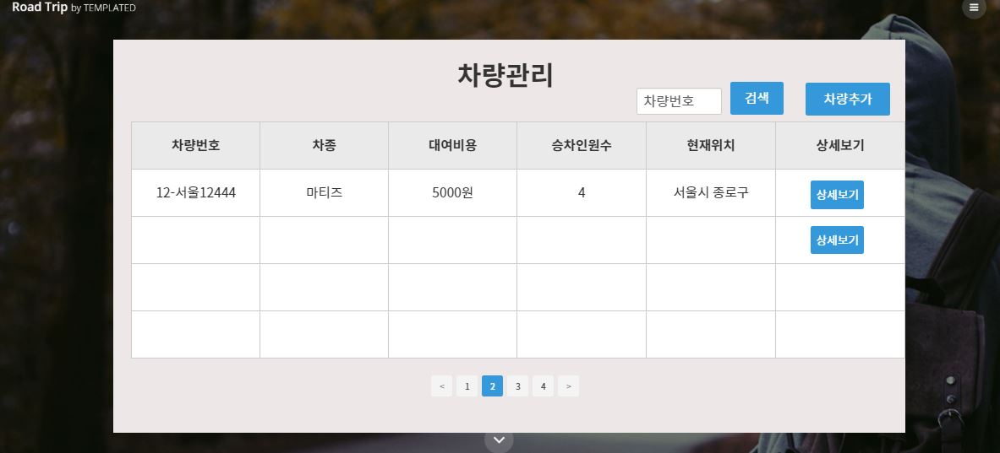 Road Trip by TEMPLATED
차량관리
차량번호 검색 차량추가
차량번호 차종 대여비용 승차인원수 현재위치 상세보기
12-서울12444 마티즈 5000원 4 서울시 종로구 상세보기
상세보기
< 1 2 3 4 >